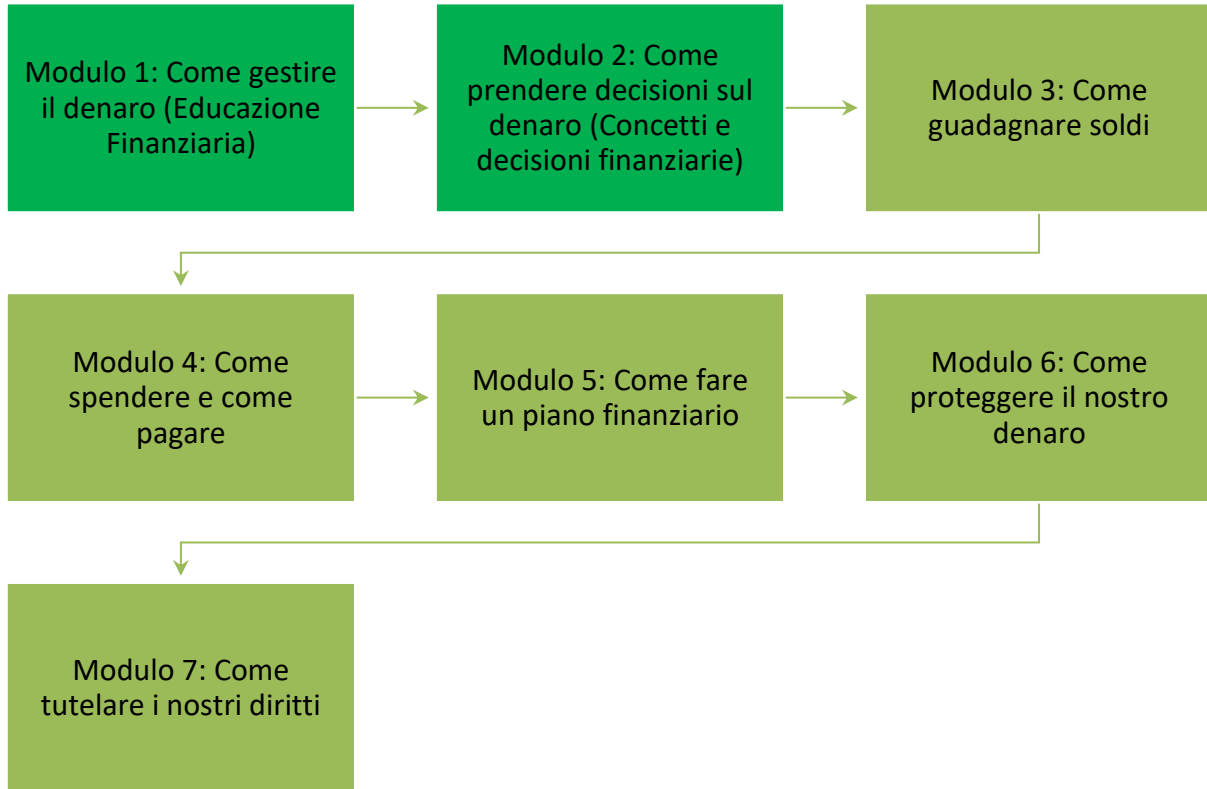 Modulo 1: Come gestire
il denaro (Educazione
Finanziaria)
Modulo 2: Come
prendere decisioni sul
denaro (Concetti e
decisioni finanziarie)
Modulo 3: Come
guadagnare soldi
Modulo 4: Come
spendere e come
pagare
Modulo 5: Come fare
un piano finanziario
Modulo 6: Come
proteggere il nostro
denaro
Modulo 7: Come
tutelare i nostri diritti